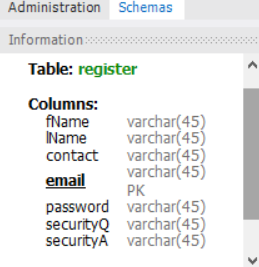 Administration Schemas
Information
Table: register
Columns:
fName varchar(45)
lName varchar(45)
contact varchar(45)
email varchar(45)
PK
password varchar(45)
securityQ varchar(45)
securityA varchar(45)